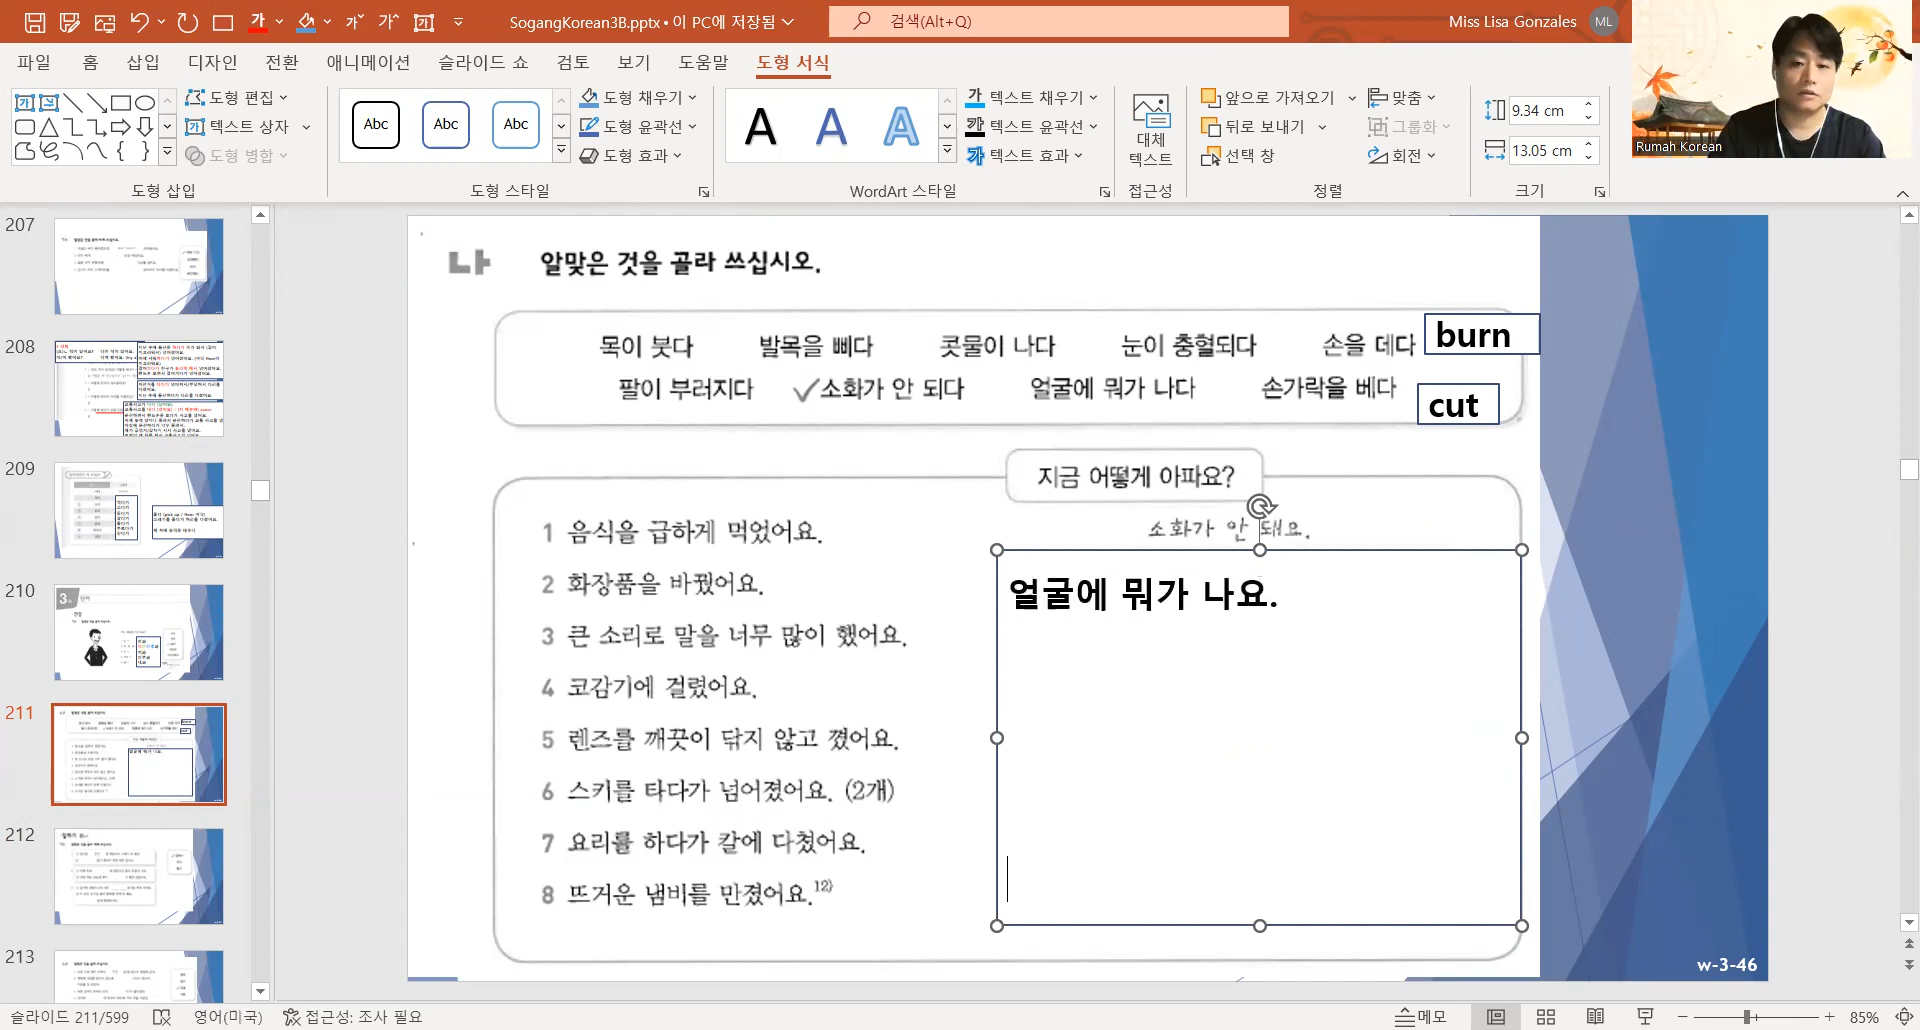 SogangKorean3B.pptx • 이 PC에 저장됨
검색(Alt+Q)
Miss Lisa Gonzales
ML
파일 홈 삽입 디자인 전환 애니메이션 슬라이드 쇼 검토 보기 도움말 도형 서식
도형 편집
텍스트 상자
도형 병합
도형 삽입
Abc Abc Abc
도형 채우기
도형 윤곽선
도형 효과
도형 스타일
A A A
텍스트 채우기
텍스트 윤곽선
텍스트 효과
WordArt 스타일
대체
텍스트
접근성
앞으로 가져오기
뒤로 보내기
선택 창
맞춤
그룹화
회전
정렬
9.34 cm
13.05 cm
크기
Rumah Korean
207
208
209
210
211
212
213
나 알맞은 것을 골라 쓰십시오.
목이 붓다 발목을 삐다 콧물이 나다 눈이 충혈되다 손을 데다 burn
팔이 부러지다 ✓소화가 안 되다 얼굴에 뭐가 나다 손가락을 베다 cut
지금 어떻게 아파요?
1 음식을 급하게 먹었어요. 소화가 안 돼요.
2 화장품을 바꿨어요. 얼굴에 뭐가 나요.
3 큰 소리로 말을 너무 많이 했어요.
4 코감기에 걸렸어요.
5 렌즈를 깨끗이 닦지 않고 꼈어요.
6 스키를 타다가 넘어졌어요. (2개)
7 요리를 하다가 칼에 다쳤어요.
8 뜨거운 냄비를 만졌어요.12)
w-3-46
슬라이드 211/599
영어(미국)
접근성: 조사 필요
메모
85%